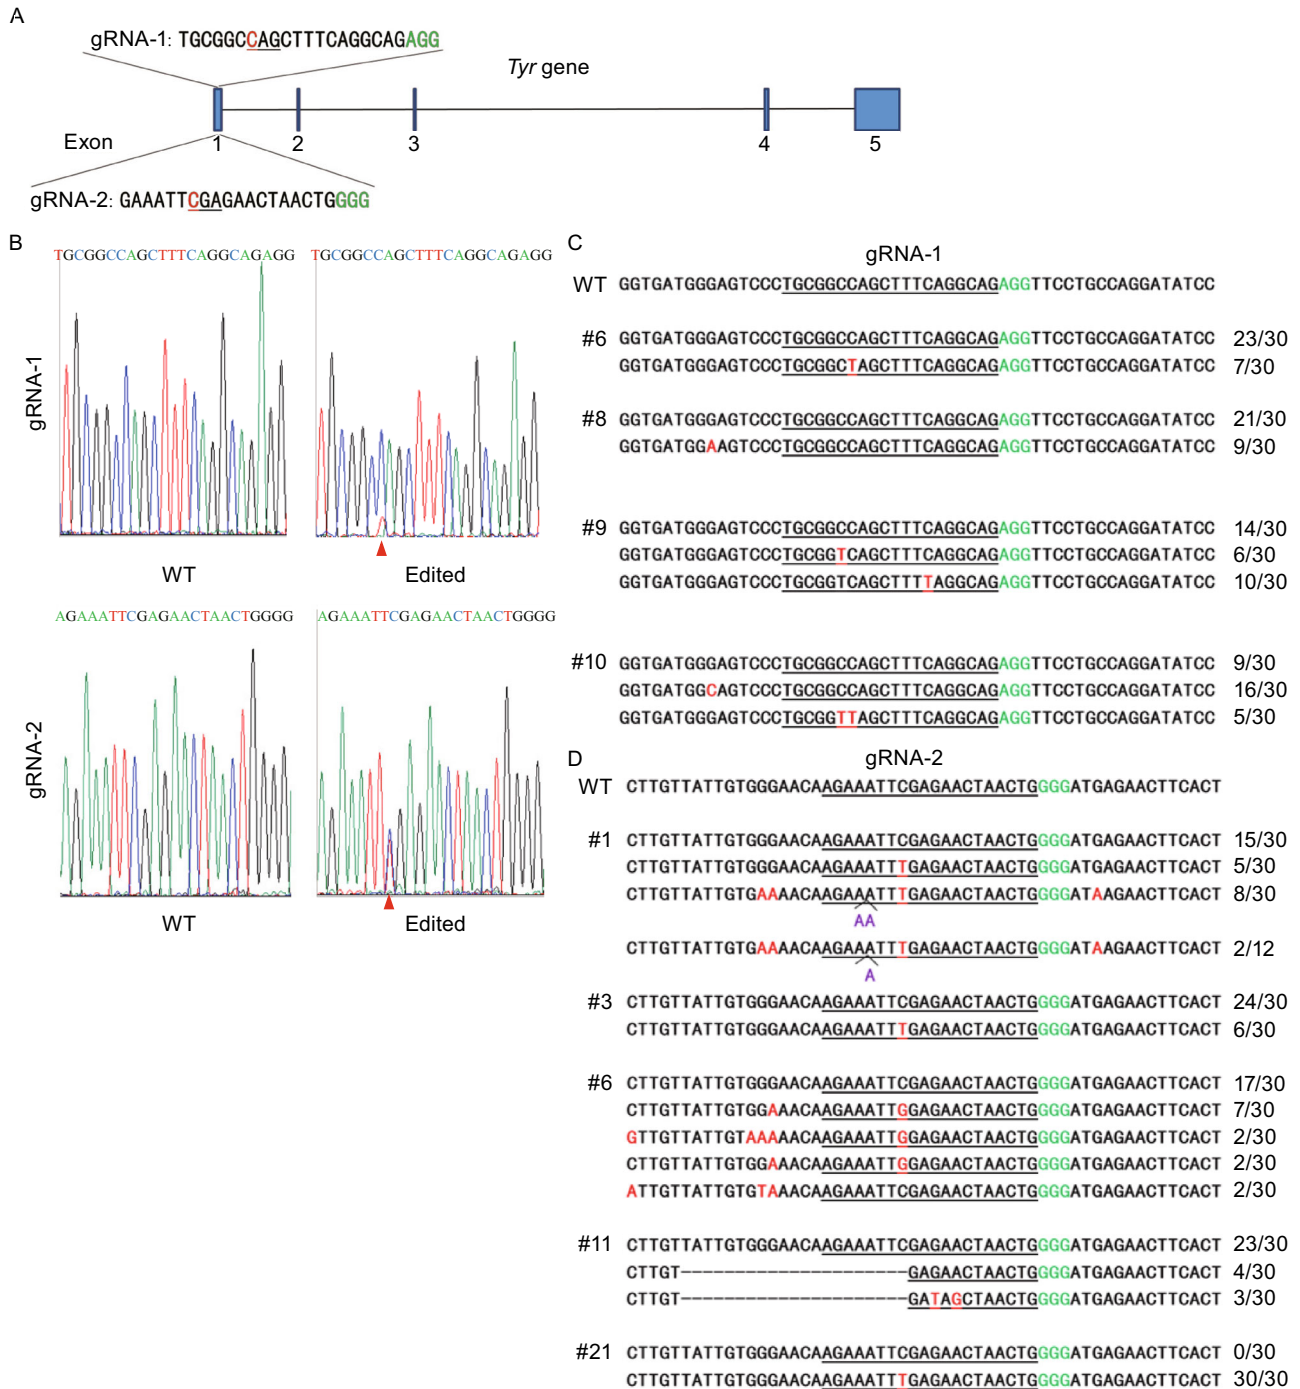 A
gRNA-1: TGCGGCCAGCTTTCAGGCAGAGG
Tyr gene
Exon 1 2 3 4 5
gRNA-2: GAAATTCGAGAACTAACTGGGG
B
TGCGGCCAGCTTTCAGGCAGAGG TGCGGCCAGCTTTCAGGCAGAGG
gRNA-1
WT Edited
AGAAATTCGAGAACTAACTGGGG AGAAATTCGAGAACTAACTGGGG
gRNA-2
WT Edited
C
gRNA-1
WT GGTGATGGGAGTCCCTGCGGCCAGCTTTCAGGCAGAGGTTCCTGCCAGGATATCC
#6 GGTGATGGGAGTCCCTGCGGCCAGCTTTCAGGCAGAGGTTCCTGCCAGGATATCC 23/30
GGTGATGGGAGTCCCTGCGGCTAGCTTTCAGGCAGAGGTTCCTGCCAGGATATCC 7/30
#8 GGTGATGGGAGTCCCTGCGGCCAGCTTTCAGGCAGAGGTTCCTGCCAGGATATCC 21/30
GGTGATGGAAGTCCCTGCGGCCAGCTTTCAGGCAGAGGTTCCTGCCAGGATATCC 9/30
#9 GGTGATGGGAGTCCCTGCGGCCAGCTTTCAGGCAGAGGTTCCTGCCAGGATATCC 14/30
GGTGATGGGAGTCCCTGCGGTCAGCTTTCAGGCAGAGGTTCCTGCCAGGATATCC 6/30
GGTGATGGGAGTCCCTGCGGTCAGCTTTTAGGCAGAGGTTCCTGCCAGGATATCC 10/30
#10 GGTGATGGGAGTCCCTGCGGCCAGCTTTCAGGCAGAGGTTCCTGCCAGGATATCC 9/30
GGTGATGGCAGTCCCTGCGGCCAGCTTTCAGGCAGAGGTTCCTGCCAGGATATCC 16/30
GGTGATGGGAGTCCCTGCGGTTAGCTTTCAGGCAGAGGTTCCTGCCAGGATATCC 5/30
D
gRNA-2
WT CTTGTTATTGTGGGAACAAGAAATTCGAGAACTAACTGGGGATGAGAACTTCACT
#1 CTTGTTATTGTGGGAACAAGAAATTCGAGAACTAACTGGGGATGAGAACTTCACT 15/30
CTTGTTATTGTGGGAACAAGAAATTTGAGAACTAACTGGGGATGAGAACTTCACT 5/30
CTTGTTATTGTGAAAACAAGAAATTTGAGAACTAACTGGGGATAAGAACTTCACT 8/30
AA
CTTGTTATTGTGAAAACAAGAAATTTGAGAACTAACTGGGGATAAGAACTTCACT 2/12
A
#3 CTTGTTATTGTGGGAACAAGAAATTCGAGAACTAACTGGGGATGAGAACTTCACT 24/30
CTTGTTATTGTGGGAACAAGAAATTTGAGAACTAACTGGGGATGAGAACTTCACT 6/30
#6 CTTGTTATTGTGGGAACAAGAAATTCGAGAACTAACTGGGGATGAGAACTTCACT 17/30
CTTGTTATTGTGGAAACAAGAAATTGGAGAACTAACTGGGGATGAGAACTTCACT 7/30
GTTGTTATTGTAAAAACAAGAAATTGGAGAACTAACTGGGGATGAGAACTTCACT 2/30
CTTGTTATTGTGGAAACAAGAAATTGGAGAACTAACTGGGGATGAGAACTTCACT 2/30
ATTGTTATTGTGTAAACAAGAAATTCGAGAACTAACTGGGGATGAGAACTTCACT 2/30
#11 CTTGTTATTGTGGGAACAAGAAATTCGAGAACTAACTGGGGATGAGAACTTCACT 23/30
CTTGT---------------------GAGAACTAACTGGGGATGAGAACTTCACT 4/30
CTTGT---------------------GATAGCTAACTGGGGATGAGAACTTCACT 3/30
#21 CTTGTTATTGTGGGAACAAGAAATTCGAGAACTAACTGGGGATGAGAACTTCACT 0/30
CTTGTTATTGTGGGAACAAGAAATTTGAGAACTAACTGGGGATGAGAACTTCACT 30/30